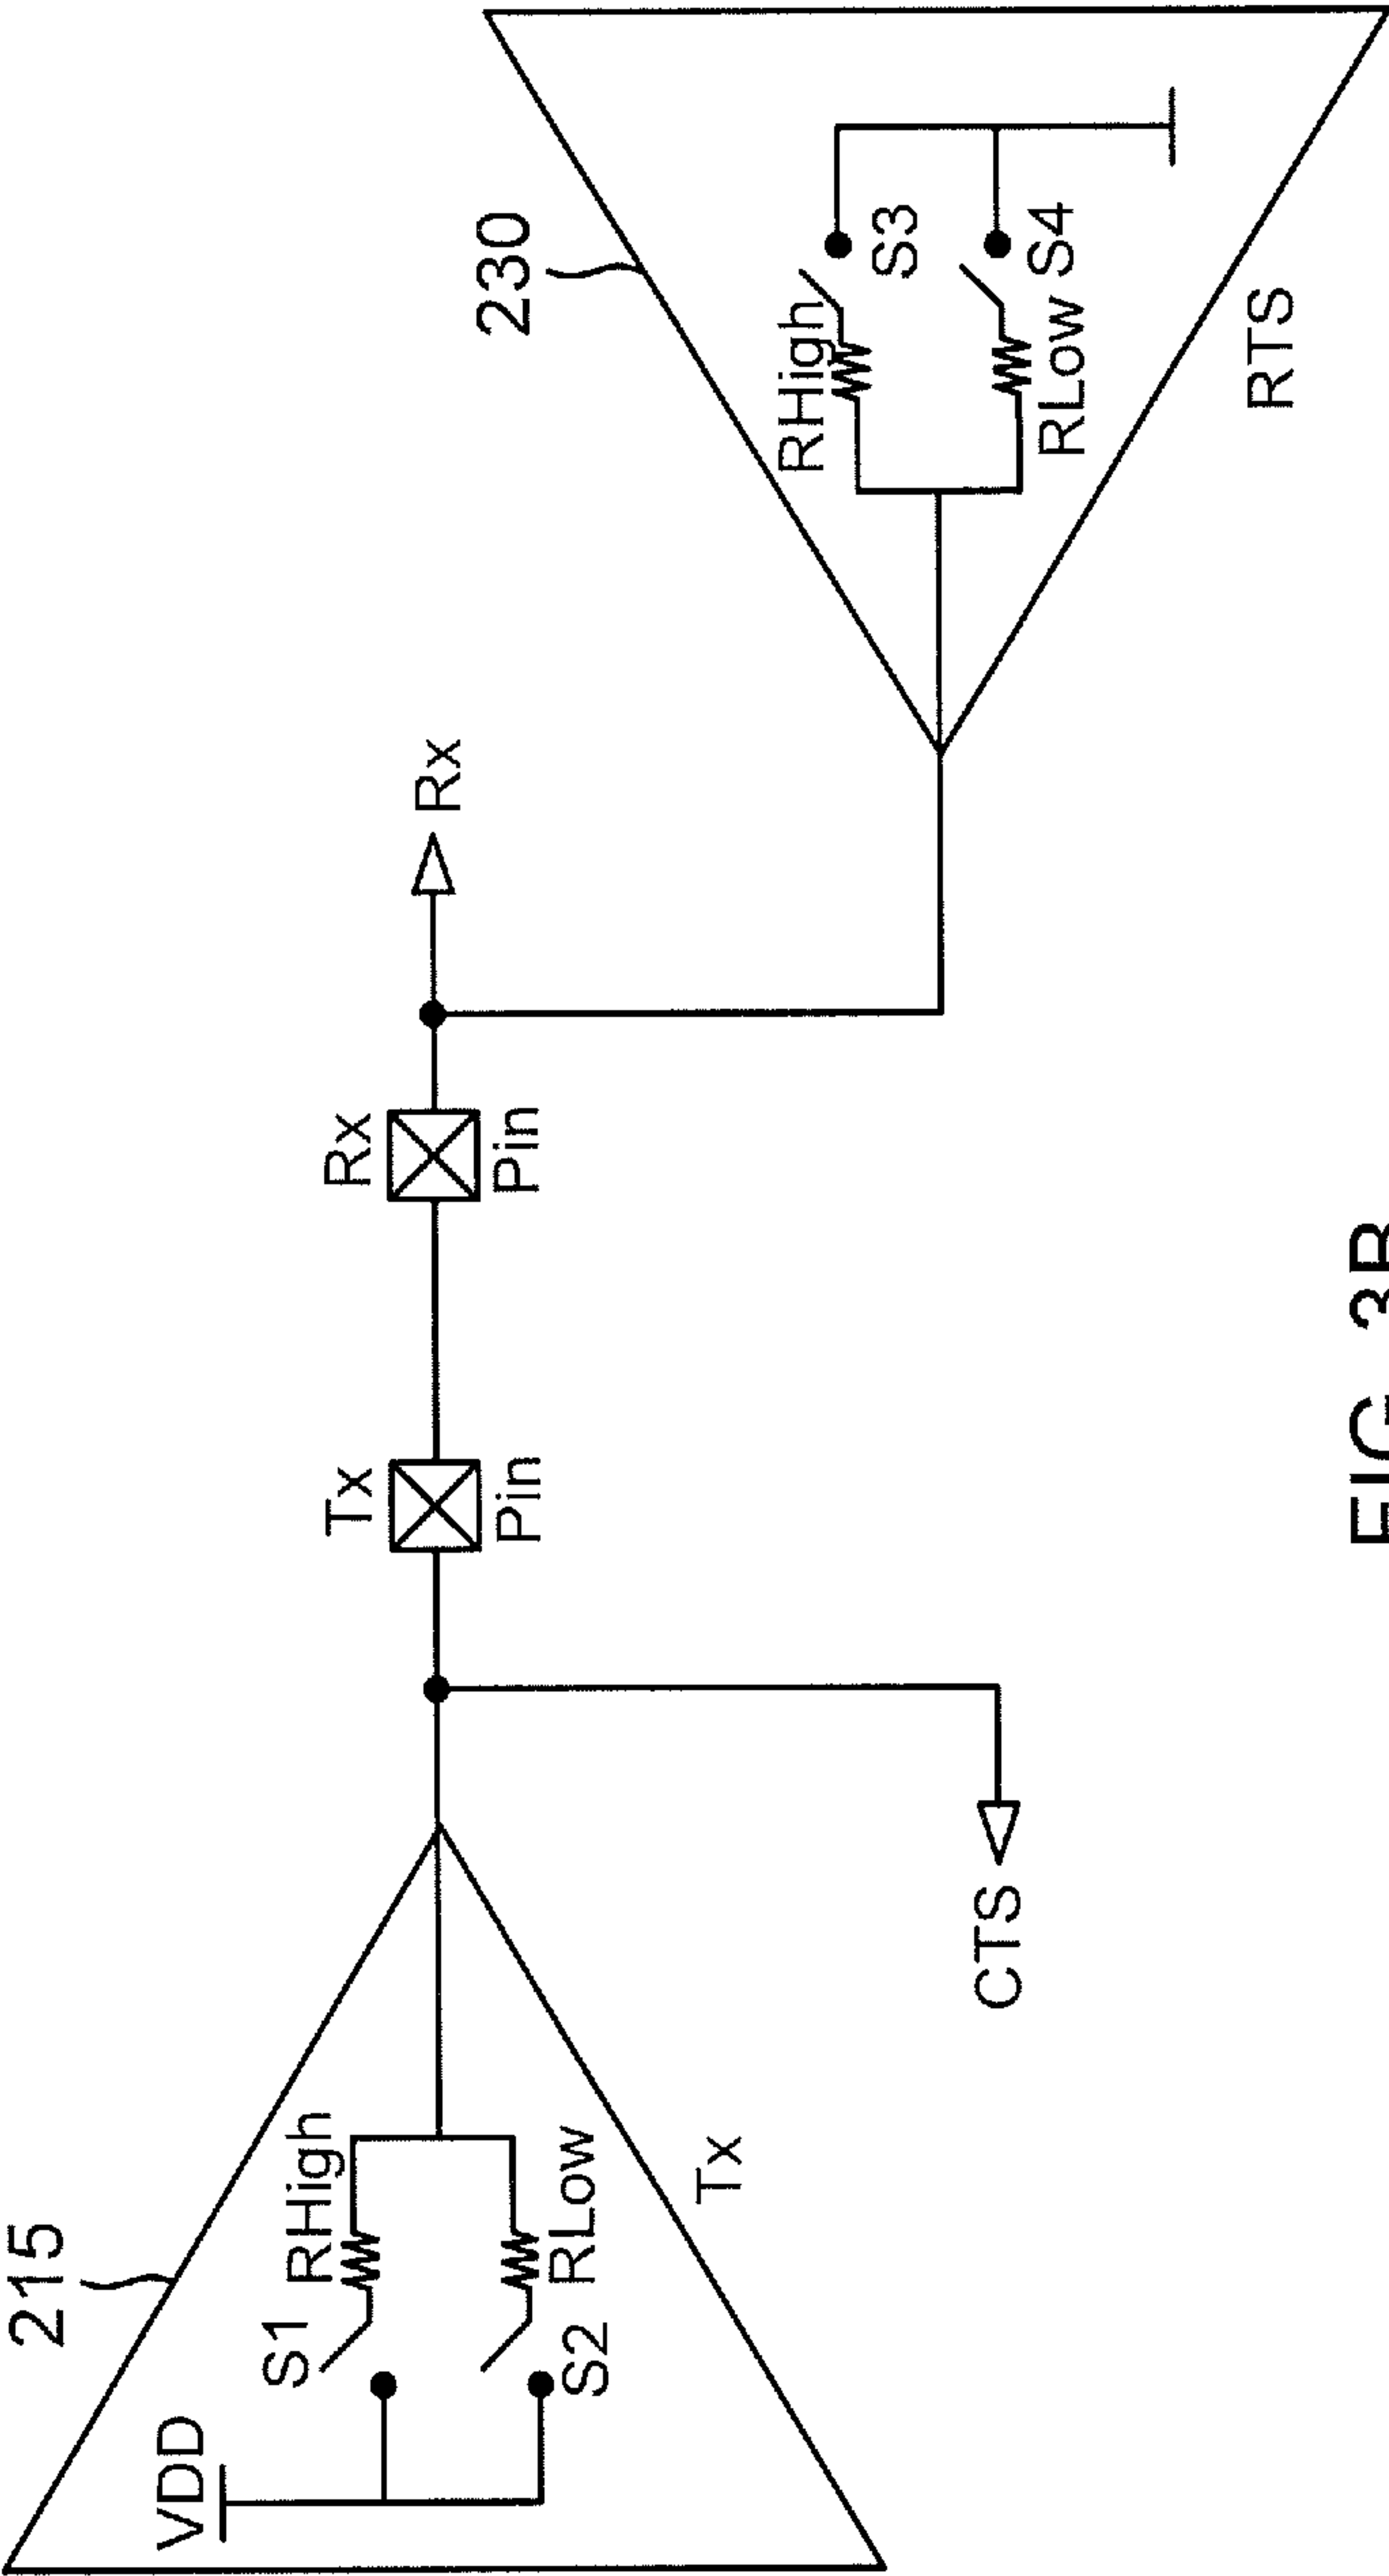 215
VDD
S1
RHigh
S2
RLow
Tx
CTS
Tx
Pin
Rx
Pin
Rx
230
RHigh
S3
RLow
S4
RTS
FIG. 3B